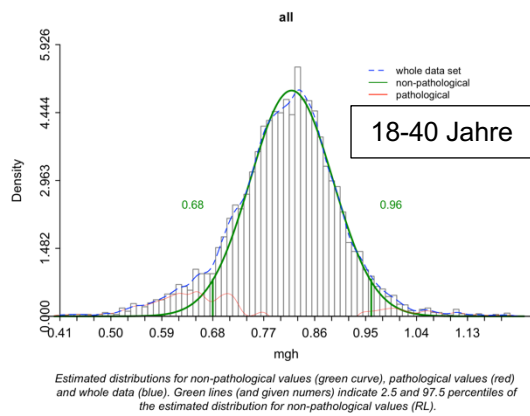 all
5.926
4.444
2.963
1.482
0.000
Density
whole data set
non-pathological
pathological
18-40 Jahre
0.68
0.96
0.41 0.50 0.59 0.68 0.77 0.86 0.95 1.04 1.13
mgh
Estimated distributions for non-pathological values (green curve), pathological values (red)
and whole data (blue). Green lines (and given numers) indicate 2.5 and 97.5 percentiles of
the estimated distribution for non-pathological values (RL).